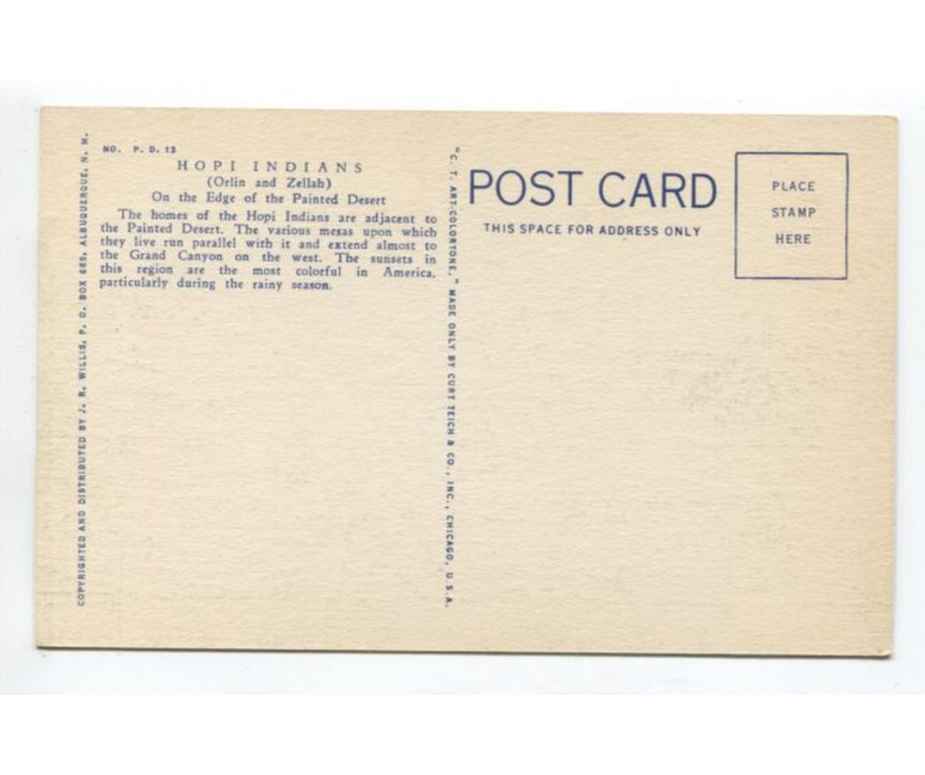 COPYRIGHTED AND DISTRIBUTED BY J. R. WILLIS, P. O. BOX 665, ALBUQUERQUE, N. M.
NO. P. D. 13
HOPI INDIANS
(Orlin and Zellah)
On the Edge of the Painted Desert
The homes of the Hopi Indians are adjacent to
the Painted Desert. The various mesas upon which
they live run parallel with it and extend almost to
the Grand Canyon on the west. The sunsets in
this region are the most colorful in America,
particularly during the rainy season.
"C. T. ART-COLORTONE," MADE ONLY BY CURT TEICH & CO., INC., CHICAGO, U.S.A.
POST CARD
THIS SPACE FOR ADDRESS ONLY
PLACE
STAMP
HERE